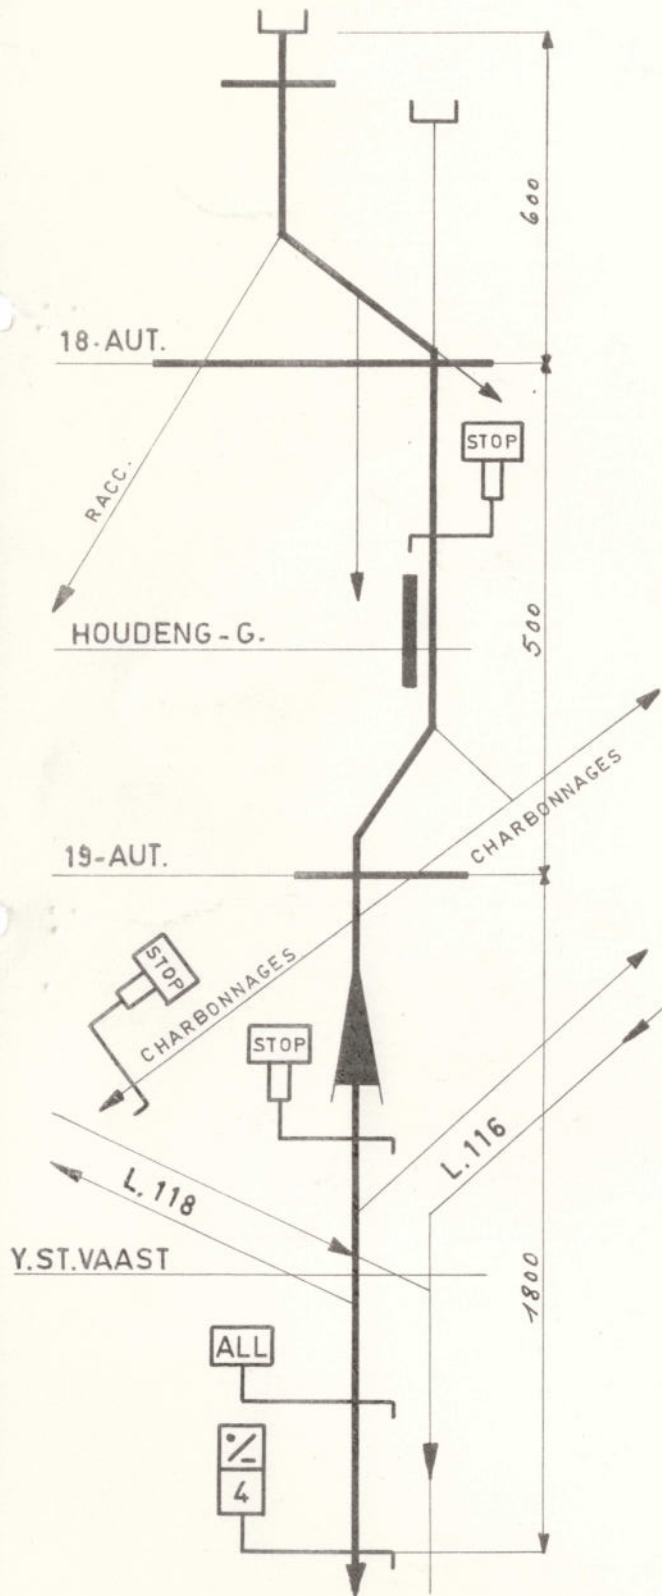 600
18-AUT.
STOP
RACC.
500
HOUDENG-G.
CHARBONNAGES
19-AUT.
STOP
CHARBONNAGES
STOP
L.116
L.118
Y.ST.VAAST
1800
ALL
4